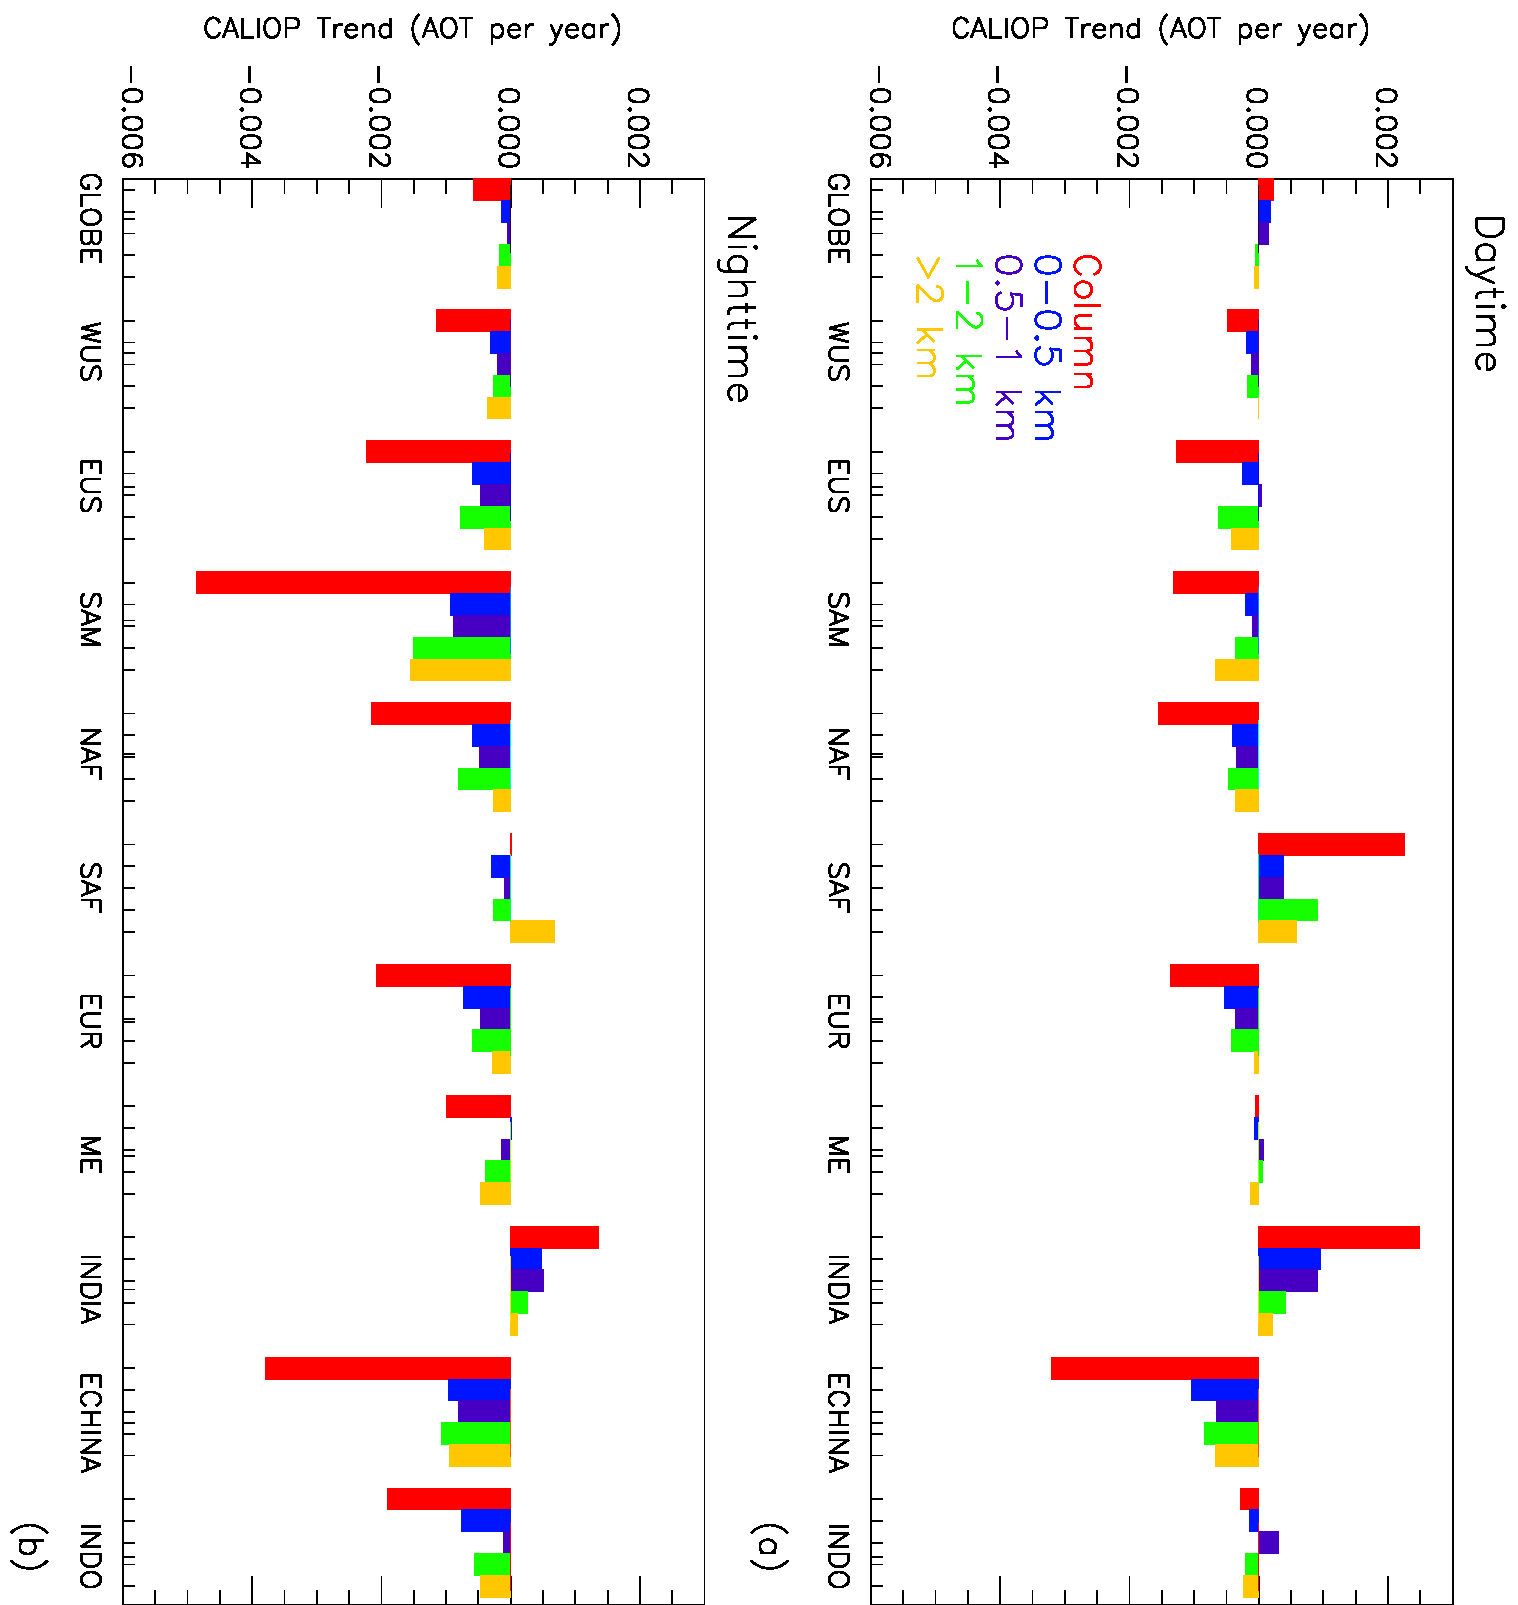 Daytime
CALIOP Trend (AOT per year)
0.002
0.000
-0.002
-0.004
-0.006
Column
0-0.5 km
0.5-1 km
1-2 km
>2 km
GLOBE WUS EUS SAM NAF SAF EUR ME INDIA ECHINA INDO
(a)
Nighttime
CALIOP Trend (AOT per year)
0.002
0.000
-0.002
-0.004
-0.006
GLOBE WUS EUS SAM NAF SAF EUR ME INDIA ECHINA INDO
(b)